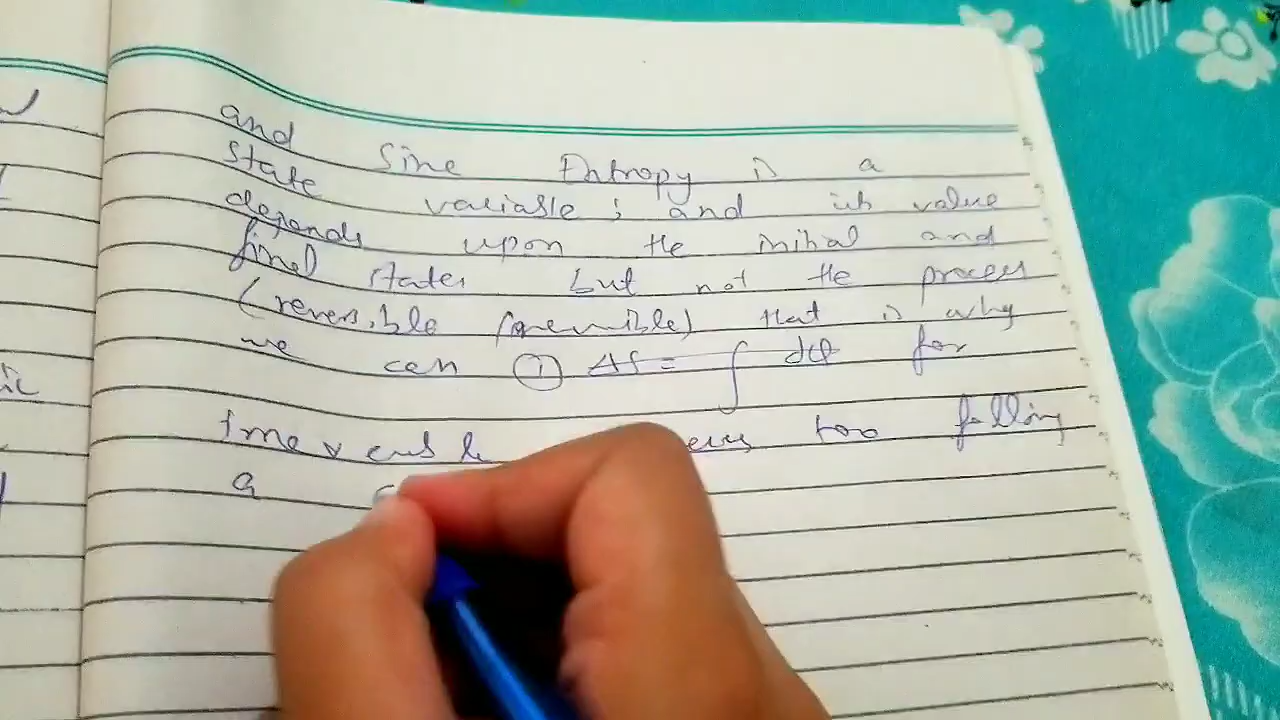 and Sine Entropy is a
state variable ; and its value
depends upon the initial and
final states but not the process
(reversible (irreversible) that is why
we can ① ΔS = ∫ dQ for
Irreversible too
a